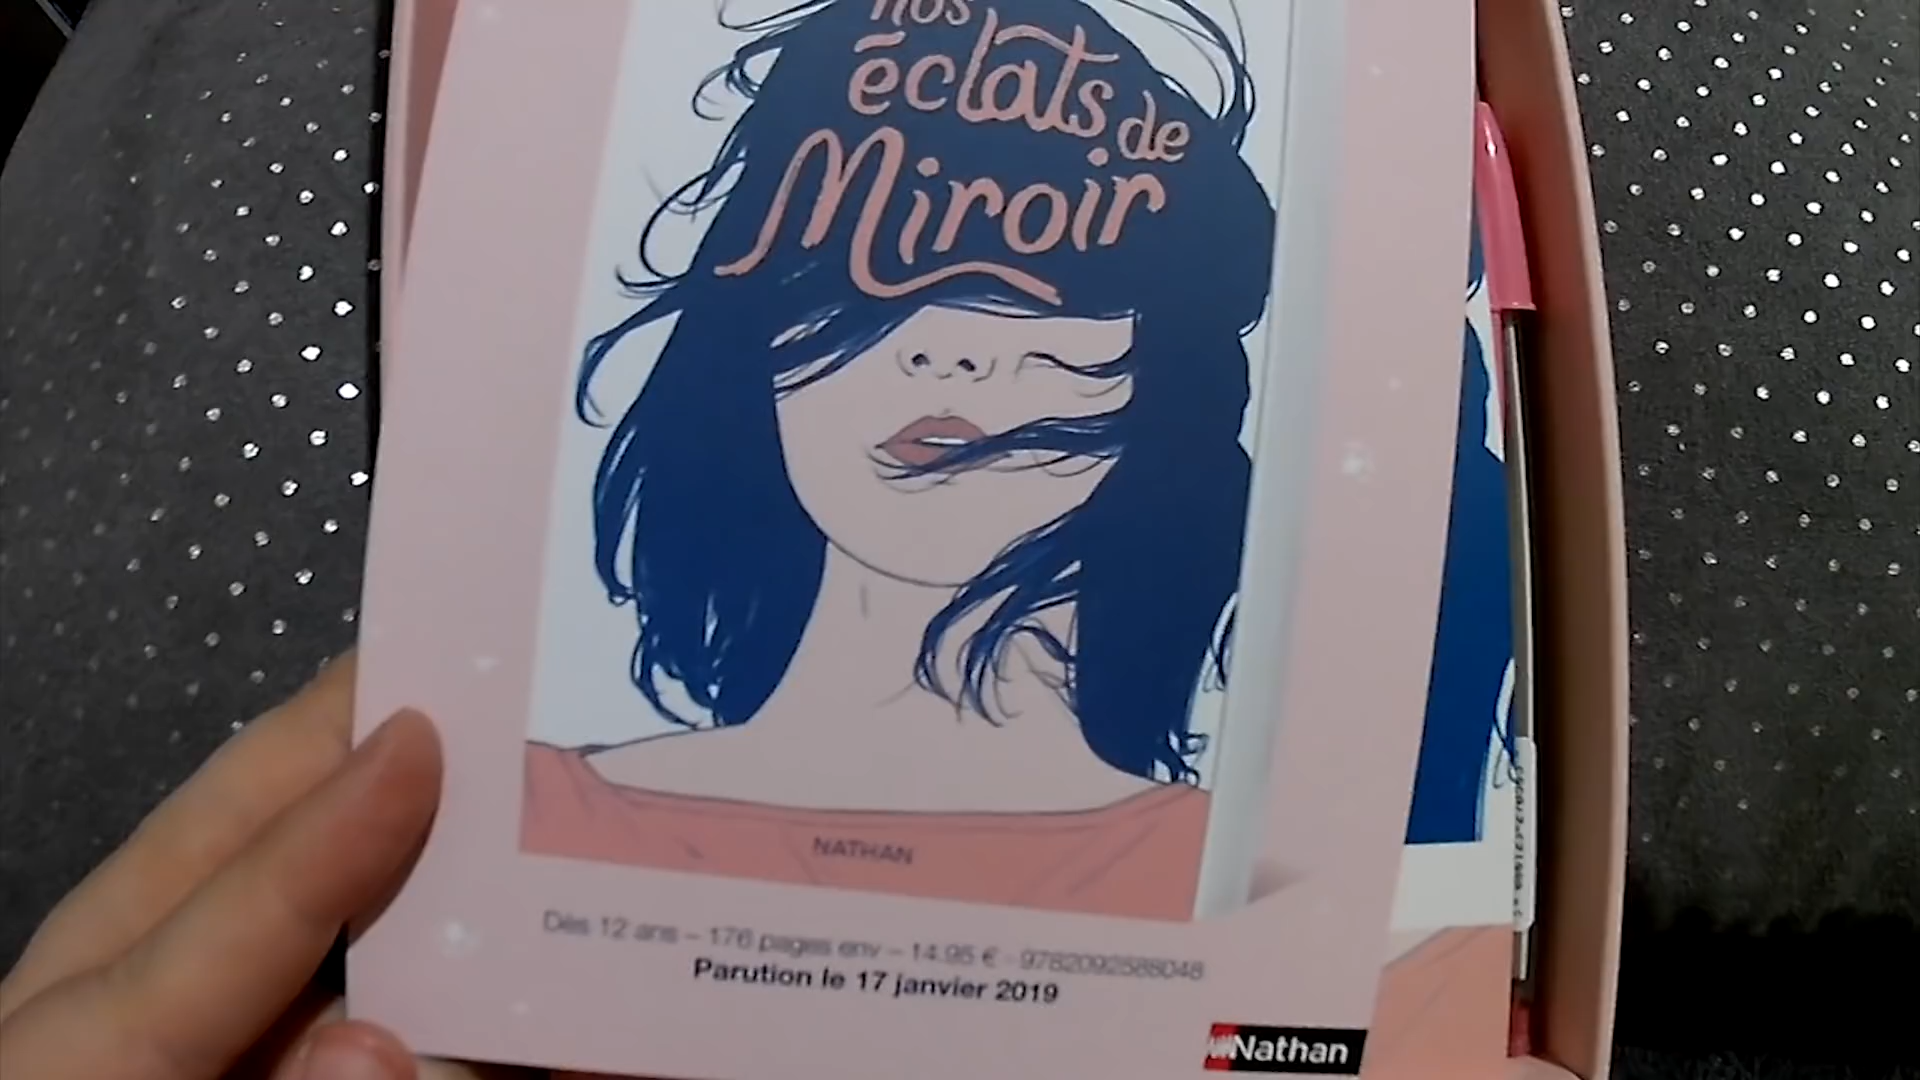 nos
éclats de
Miroir
NATHAN
Dès 12 ans – 176 pages env – 14.95 € - 9782092588048
Parution le 17 janvier 2019
Nathan